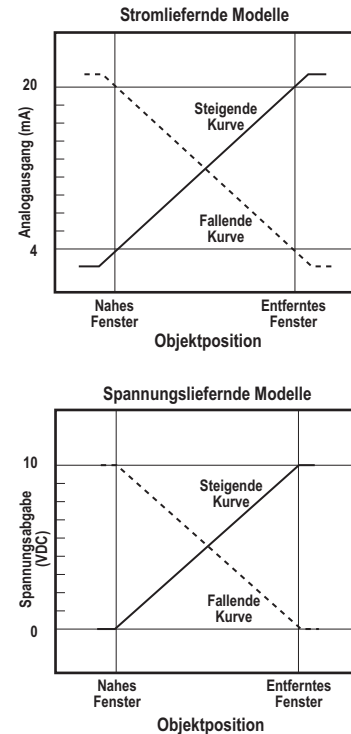 Stromliefernde Modelle
Analogausgang (mA)
20
4
Steigende
Kurve
Fallende
Kurve
Nahes
Fenster
Entferntes
Fenster
Objektposition
Spannungsliefernde Modelle
Spannungsabgabe
(VDC)
10
0
Steigende
Kurve
Fallende
Kurve
Nahes
Fenster
Entferntes
Fenster
Objektposition